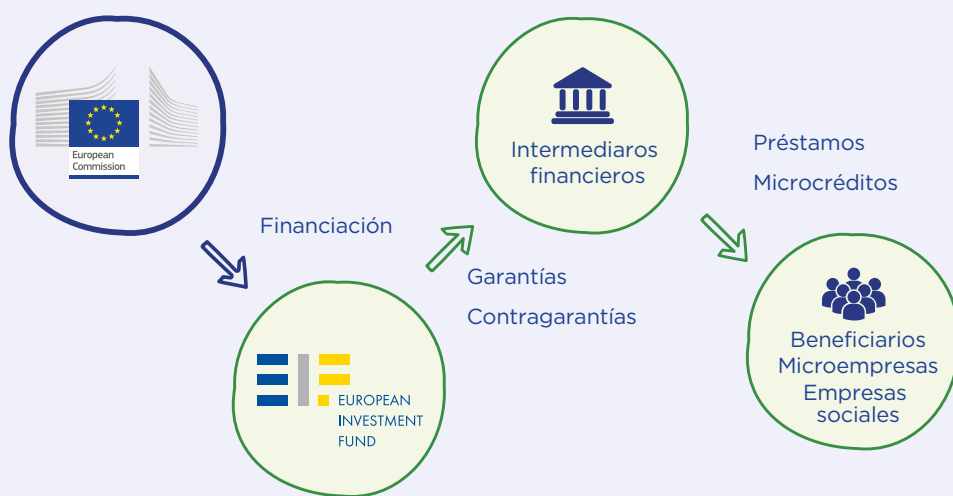 European
Commission
Financiación
EUROPEAN
INVESTMENT
FUND
Garantías
Contragarantías
Intermediaros
financieros
Préstamos
Microcréditos
Beneficiarios
Microempresas
Empresas
sociales